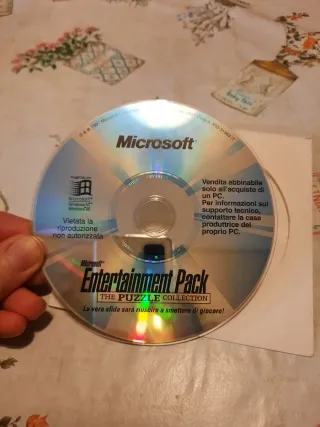 Microsoft®
Vendita abbinabile
solo all'acquisto di
un PC.
Per informazioni sul
supporto tecnico,
contattare la casa
produttrice del
proprio PC.
Vietata la
riproduzione
non autorizzata
Microsoft®
Entertainment Pack
THE PUZZLE COLLECTION
La vera sfida sarà riuscire a smettere di giocare!